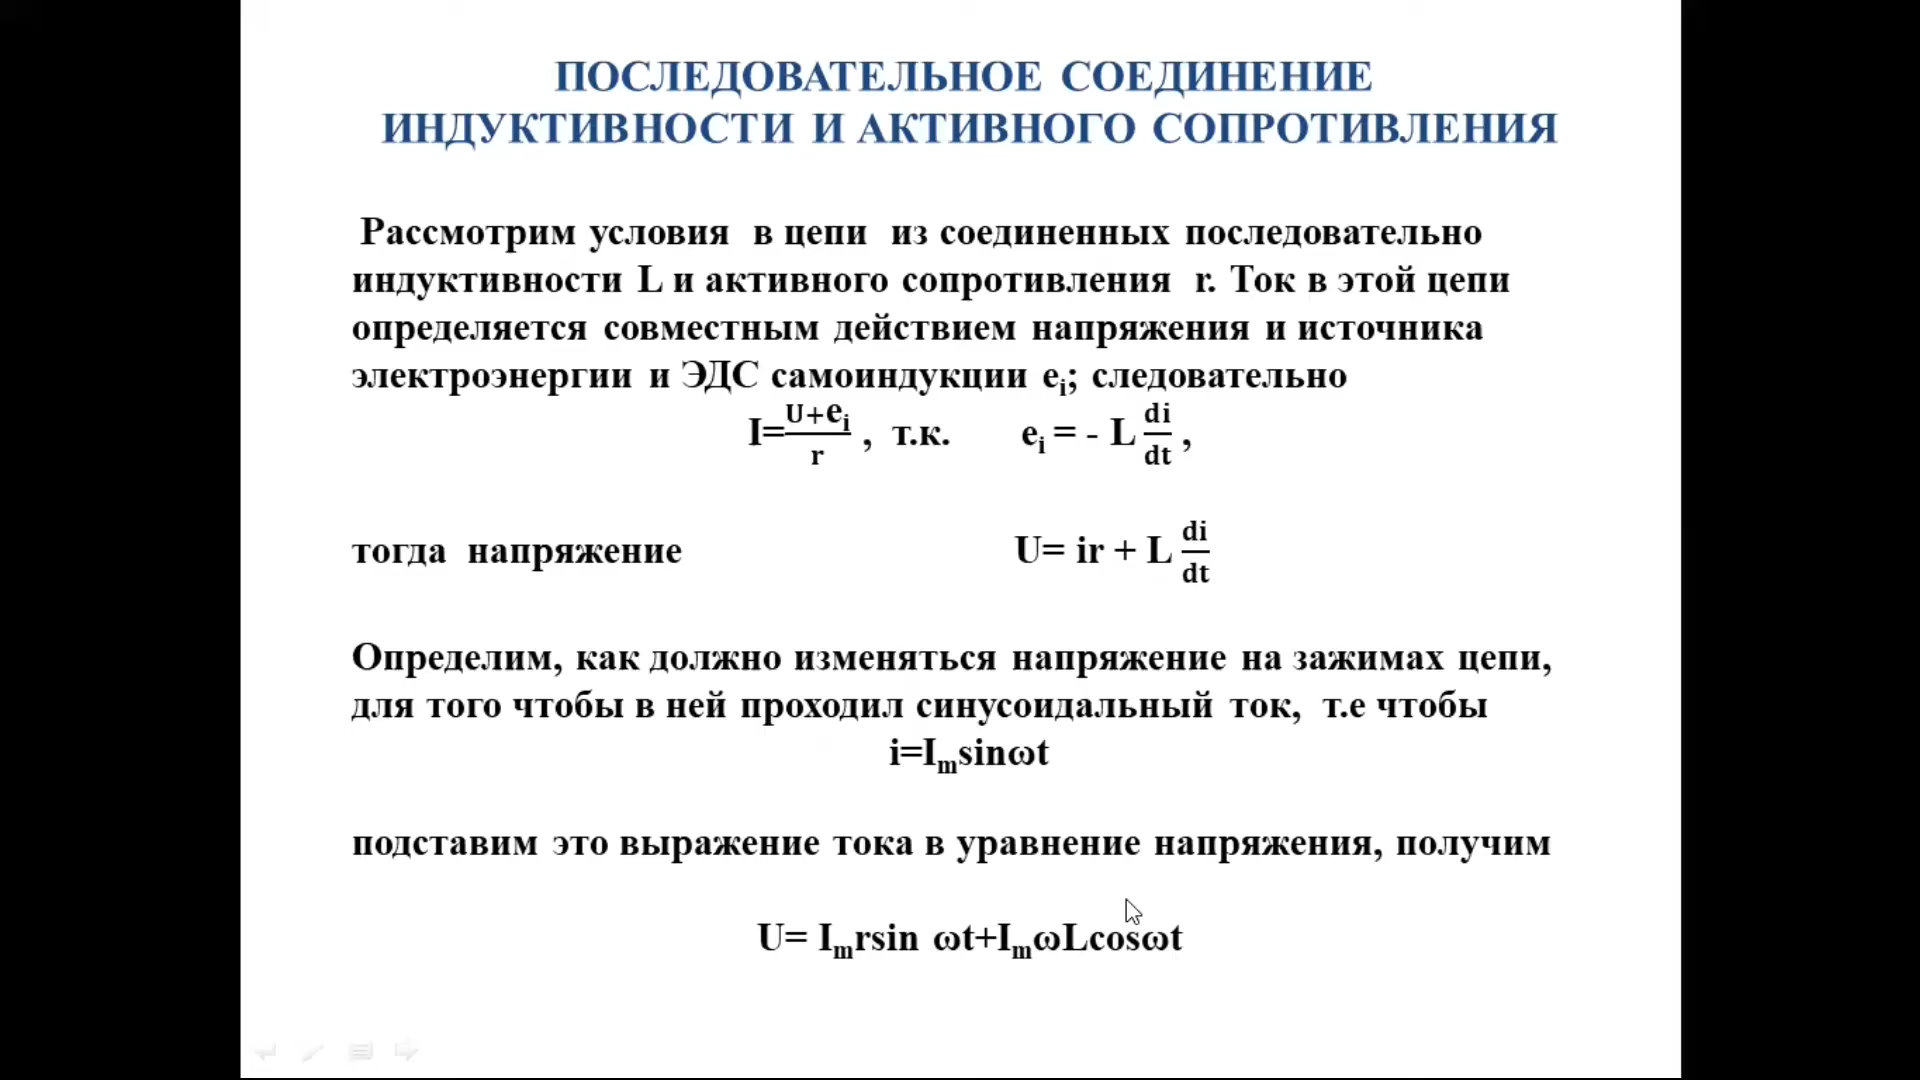 ПОСЛЕДОВАТЕЛЬНОЕ СОЕДИНЕНИЕ
ИНДУКТИВНОСТИ И АКТИВНОГО СОПРОТИВЛЕНИЯ
Рассмотрим условия в цепи из соединенных последовательно
индуктивности L и активного сопротивления r. Ток в этой цепи
определяется совместным действием напряжения и источника
электроэнергии и ЭДС самоиндукции eᵢ; следовательно
I=\frac{U+eᵢ}{r} , т.к. eᵢ = - L \frac{di}{dt} ,
тогда напряжение U= ir + L \frac{di}{dt}
Определим, как должно изменяться напряжение на зажимах цепи,
для того чтобы в ней проходил синусоидальный ток, т.е чтобы
i=Iₘsinωt
подставим это выражение тока в уравнение напряжения, получим
U= Iₘrsin ωt+IₘωLcosωt